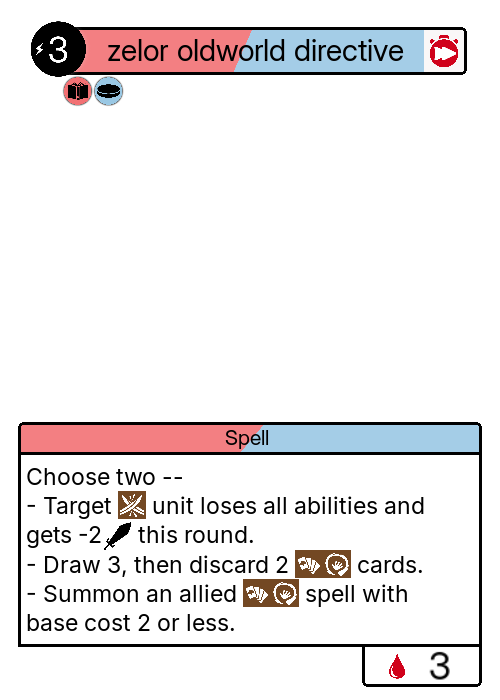 3 zelor oldworld directive
Spell
Choose two --
- Target unit loses all abilities and
gets -2 this round.
- Draw 3, then discard 2 cards.
- Summon an allied spell with
base cost 2 or less.
3